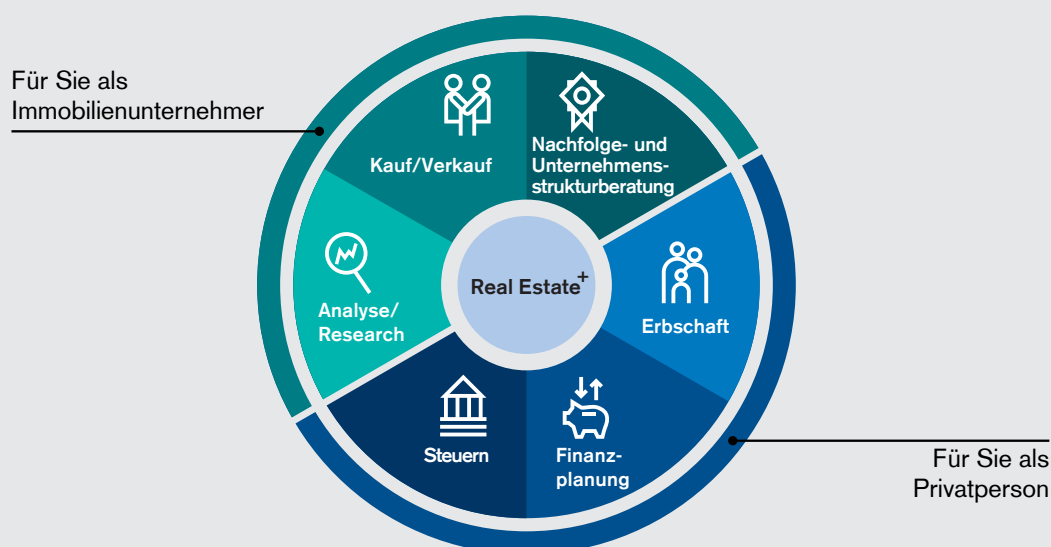 Für Sie als
Immobilienunternehmer
Kauf/Verkauf
Nachfolge- und
Unternehmens-
strukturberatung
Analyse/
Research
Real Estate+
Erbschaft
Steuern
Finanz-
planung
Für Sie als
Privatperson